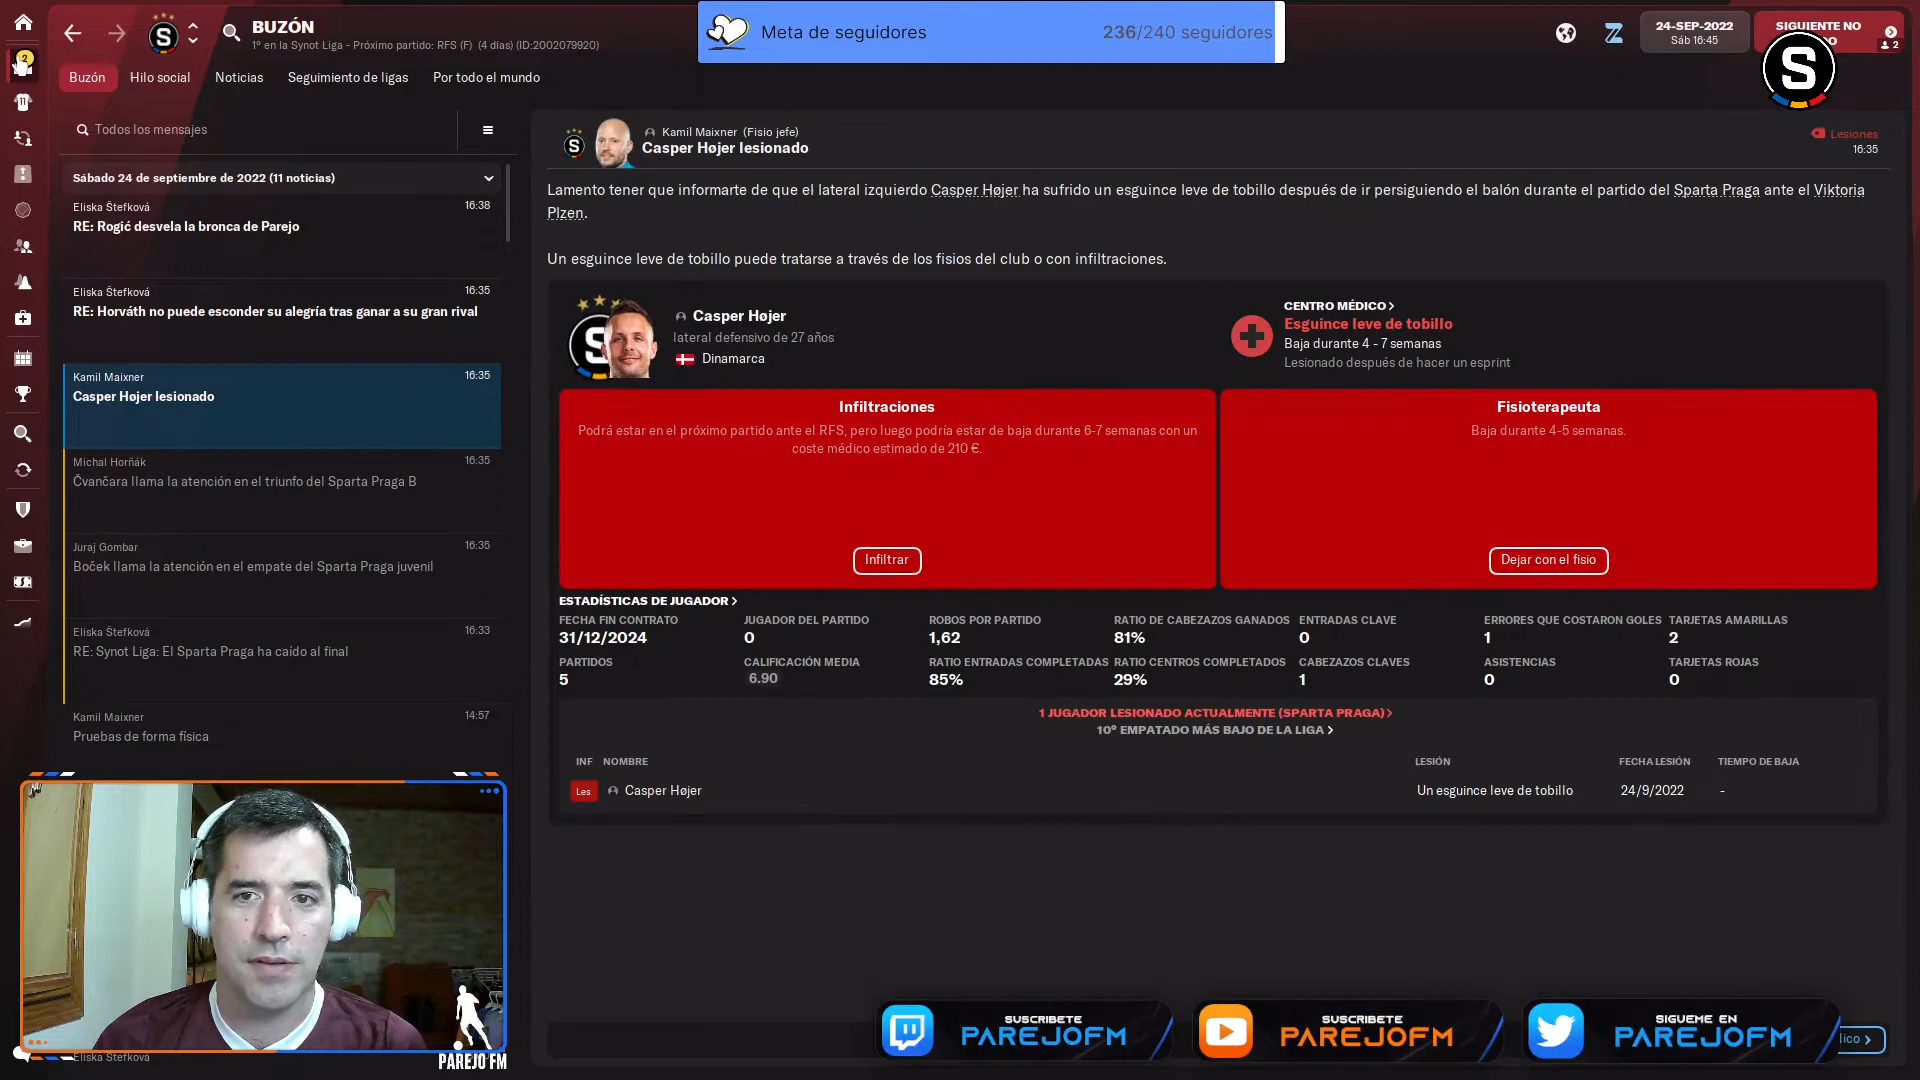 BUZÓN
1º en la Synot Liga - Próximo partido: RFS (F) (4 días) (ID:2002079920)
Meta de seguidores
236/240 seguidores
24-SEP-2022
Sáb 16:45
SIGUIENTE NO
2
2
Buzón
Hilo social
Noticias
Seguimiento de ligas
Por todo el mundo
Todos los mensajes
Sábado 24 de septiembre de 2022 (11 noticias)
Eliska Štefková
16:38
RE: Rogić desvela la bronca de Parejo
Eliska Štefková
16:35
RE: Horváth no puede esconder su alegría tras ganar a su gran rival
Kamil Maixner
16:35
Casper Højer lesionado
Michal Horňák
16:35
Čvančara llama la atención en el triunfo del Sparta Praga B
Juraj Gombar
16:35
Boček llama la atención en el empate del Sparta Praga juvenil
Eliska Štefková
16:33
RE: Synot Liga: El Sparta Praga ha caído al final
Kamil Maixner
14:57
Pruebas de forma física
Eliska Štefková
PAREJO FM
Kamil Maixner (Fisio jefe)
Casper Højer lesionado
Lesiones
16:35
Lamento tener que informarte de que el lateral izquierdo Casper Højer ha sufrido un esguince leve de tobillo después de ir persiguiendo el balón durante el partido del Sparta Praga ante el Viktoria
Plzen.
Un esguince leve de tobillo puede tratarse a través de los fisios del club o con infiltraciones.
Casper Højer
lateral defensivo de 27 años
Dinamarca
CENTRO MÉDICO >
Esguince leve de tobillo
Baja durante 4 - 7 semanas
Lesionado después de hacer un esprint
Infiltraciones
Podrá estar en el próximo partido ante el RFS, pero luego podría estar de baja durante 6-7 semanas con un
coste médico estimado de 210 €.
Infiltrar
Fisioterapeuta
Baja durante 4-5 semanas.
Dejar con el fisio
ESTADÍSTICAS DE JUGADOR >
FECHA FIN CONTRATO JUGADOR DEL PARTIDO ROBOS POR PARTIDO RATIO DE CABEZAZOS GANADOS ENTRADAS CLAVE ERRORES QUE COSTARON GOLES TARJETAS AMARILLAS
31/12/2024 0 1,62 81% 0 1 2
PARTIDOS CALIFICACIÓN MEDIA RATIO ENTRADAS COMPLETADAS RATIO CENTROS COMPLETADOS CABEZAZOS CLAVES ASISTENCIAS TARJETAS ROJAS
5 6.90 85% 29% 1 0 0
1 JUGADOR LESIONADO ACTUALMENTE (SPARTA PRAGA) >
10º EMPATADO MÁS BAJO DE LA LIGA >
INF NOMBRE LESIÓN FECHA LESIÓN TIEMPO DE BAJA
Les Casper Højer Un esguince leve de tobillo 24/9/2022 -
SUSCRIBETE
PAREJOFM
SUSCRIBETE
PAREJOFM
SIGUEME EN
PAREJOFM
lico >